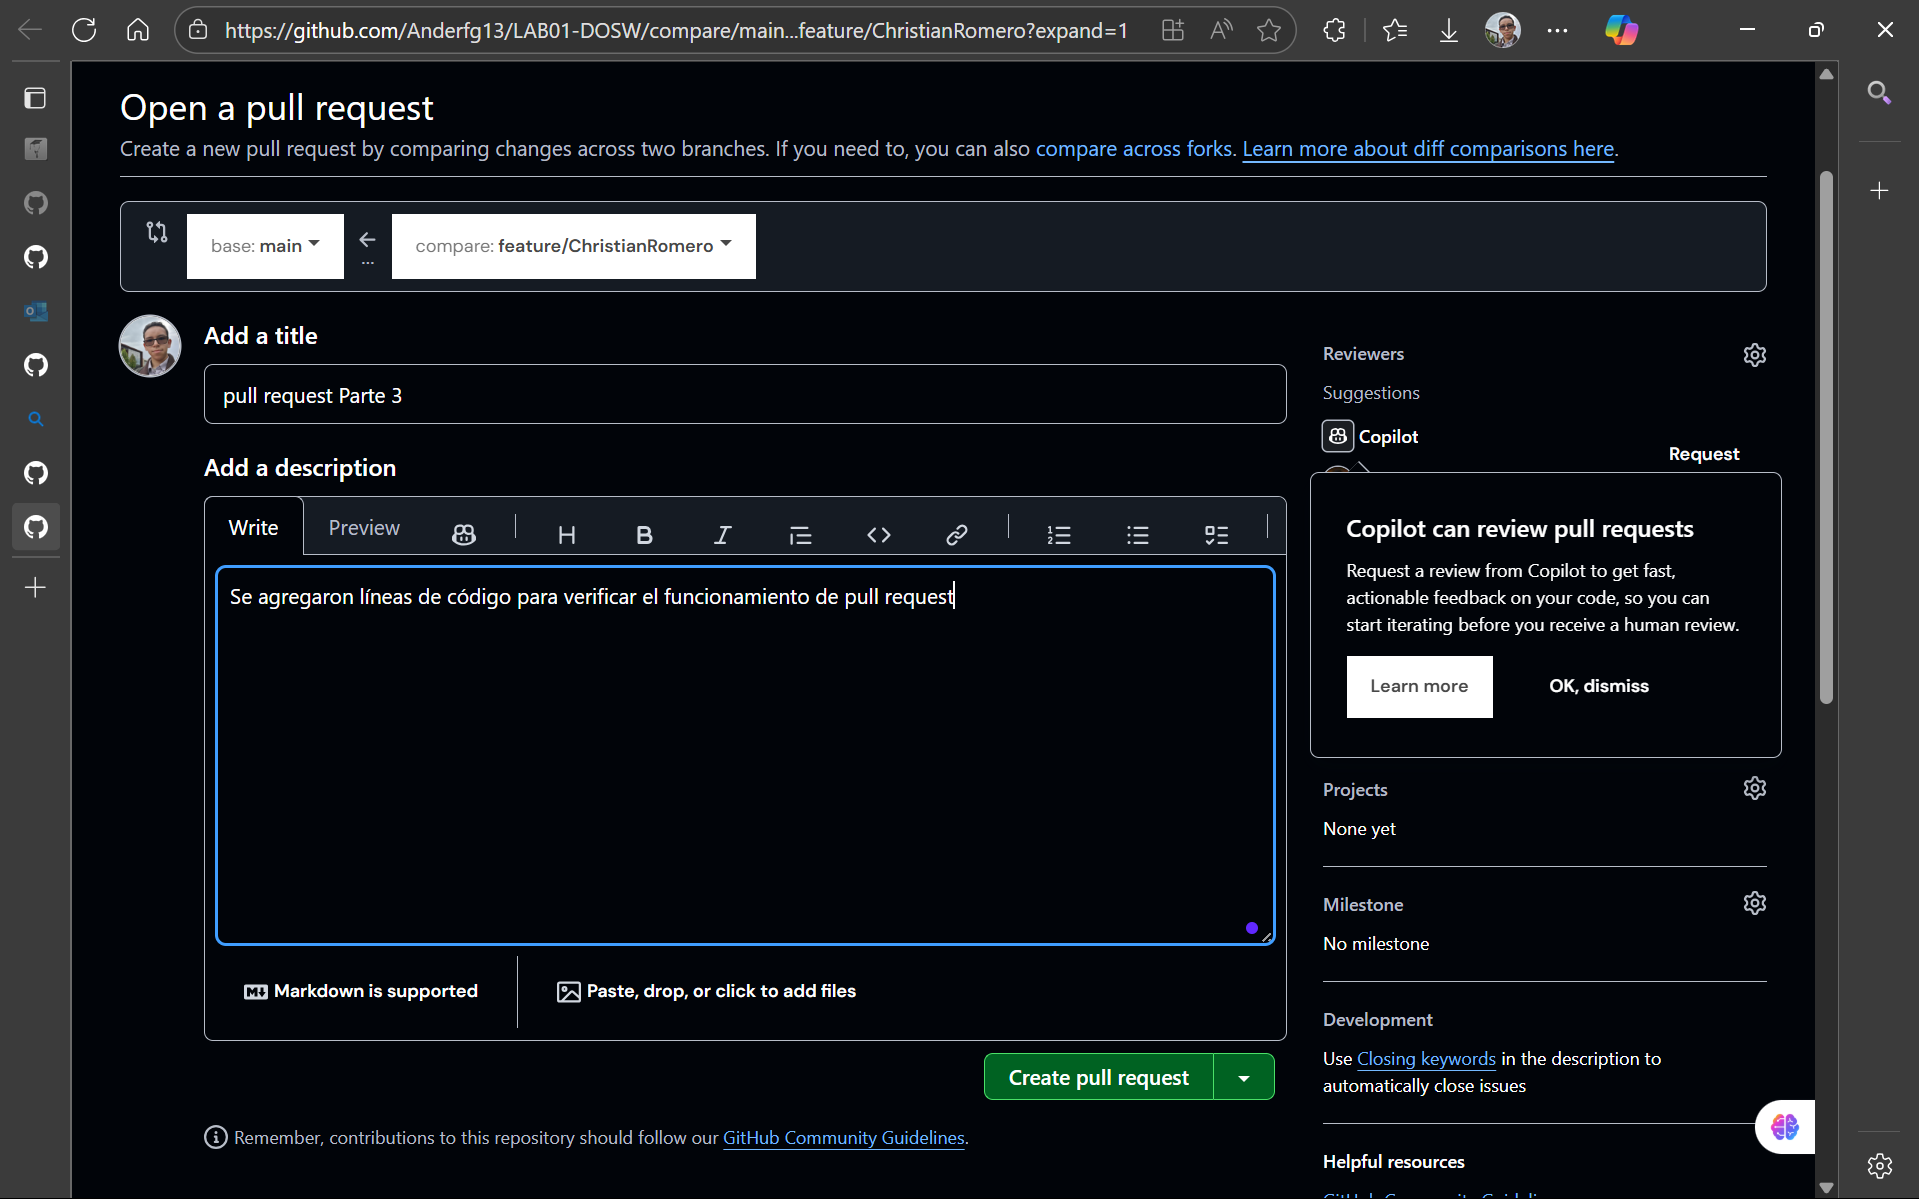 https://github.com/Anderfg13/LAB01-DOSW/compare/main...feature/ChristianRomero?expand=1
Open a pull request
Create a new pull request by comparing changes across two branches. If you need to, you can also compare across forks. Learn more about diff comparisons here.
base: main
compare: feature/ChristianRomero
...
Add a title
pull request Parte 3
Add a description
Write
Preview
Se agregaron líneas de código para verificar el funcionamiento de pull request
Markdown is supported
Paste, drop, or click to add files
Create pull request
Remember, contributions to this repository should follow our GitHub Community Guidelines.
Reviewers
Suggestions
Copilot
Request
Copilot can review pull requests
Request a review from Copilot to get fast,
actionable feedback on your code, so you can
start iterating before you receive a human review.
Learn more
OK, dismiss
Projects
None yet
Milestone
No milestone
Development
Use Closing keywords in the description to
automatically close issues
Helpful resources